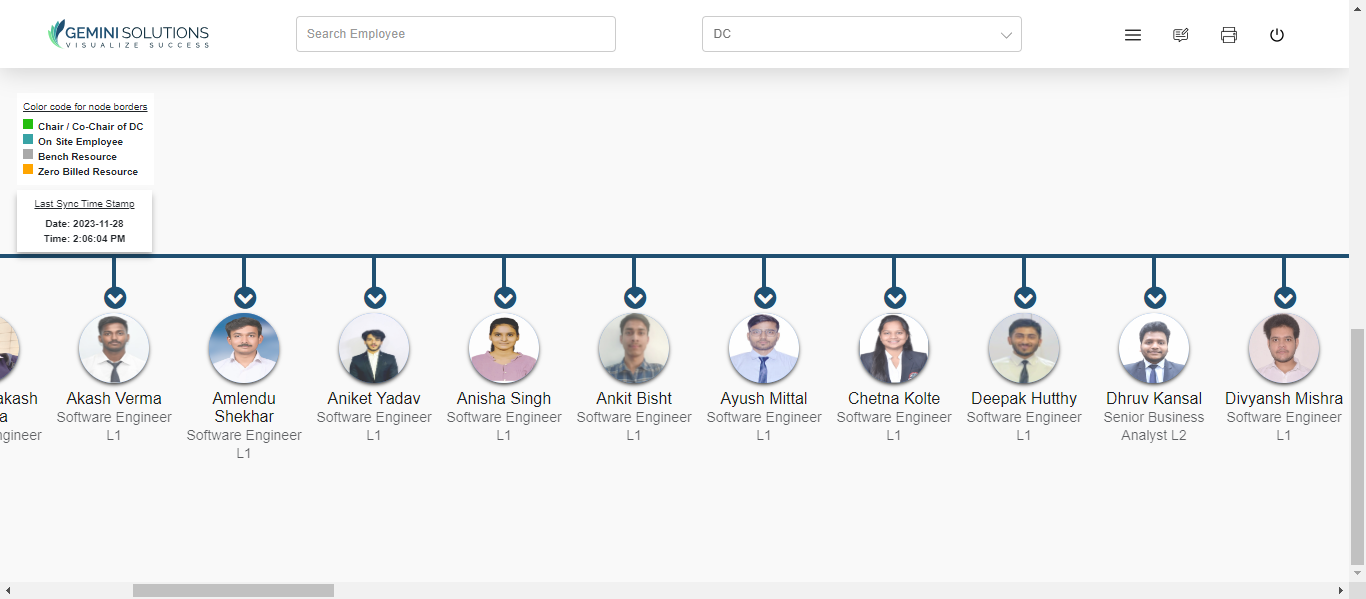 GEMINI SOLUTIONS
VISUALIZE SUCCESS
Search Employee
DC
Color code for node borders
Chair / Co-Chair of DC
On Site Employee
Bench Resource
Zero Billed Resource
Last Sync Time Stamp
Date: 2023-11-28
Time: 2:06:04 PM
akash
a
ngineer
Akash Verma
Software Engineer
L1
Amlendu
Shekhar
Software Engineer
L1
Aniket Yadav
Software Engineer
L1
Anisha Singh
Software Engineer
L1
Ankit Bisht
Software Engineer
L1
Ayush Mittal
Software Engineer
L1
Chetna Kolte
Software Engineer
L1
Deepak Hutthy
Software Engineer
L1
Dhruv Kansal
Senior Business
Analyst L2
Divyansh Mishra
Software Engineer
L1